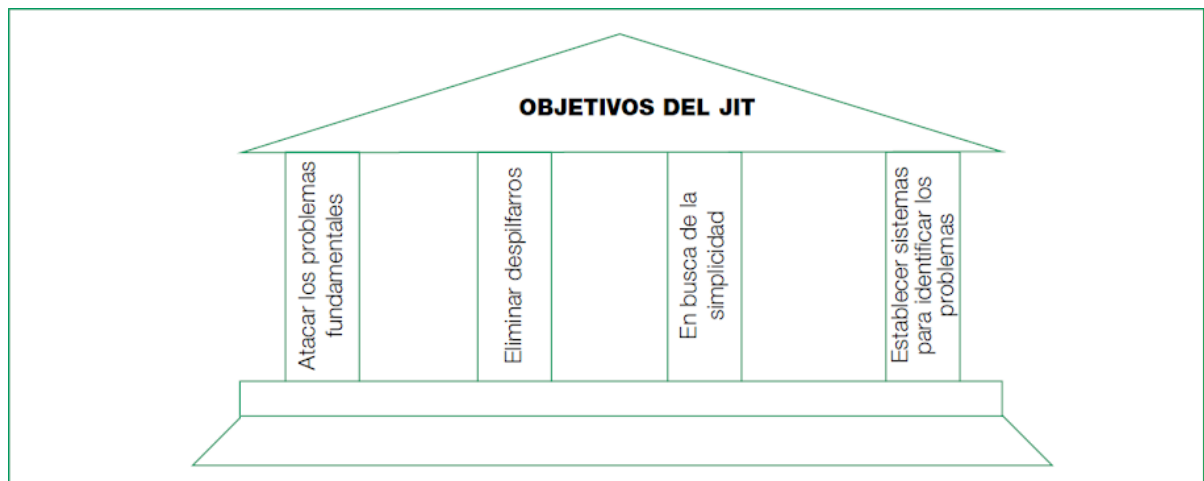 OBJETIVOS DEL JIT
Atacar los problemas
fundamentales
Eliminar despilfarros
En busca de la
simplicidad
Establecer sistemas
para identificar los
problemas